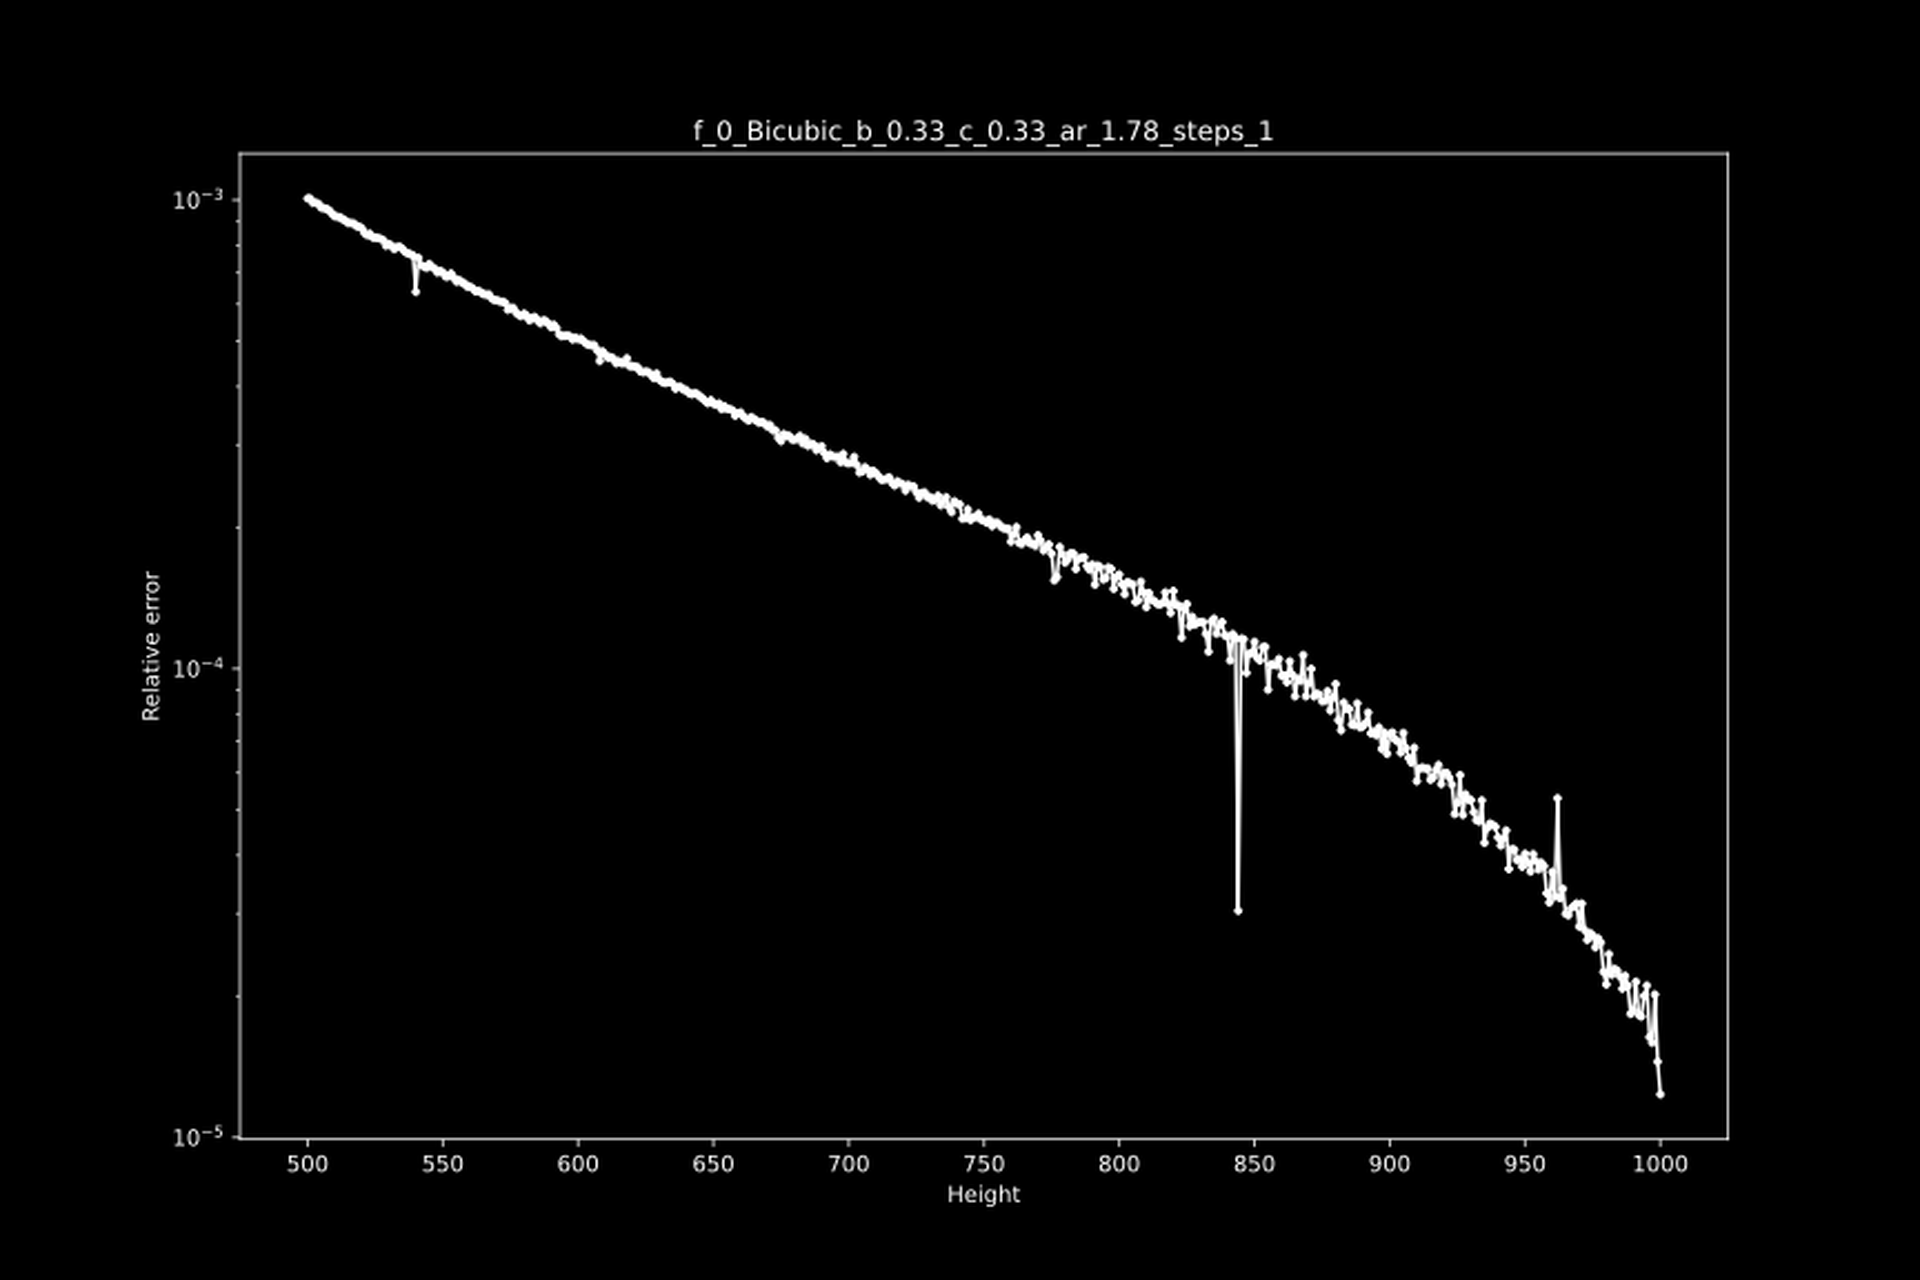 f_0_Bicubic_b_0.33_c_0.33_ar_1.78_steps_1
10⁻³
10⁻⁴
10⁻⁵
Relative error
500 550 600 650 700 750 800 850 900 950 1000
Height